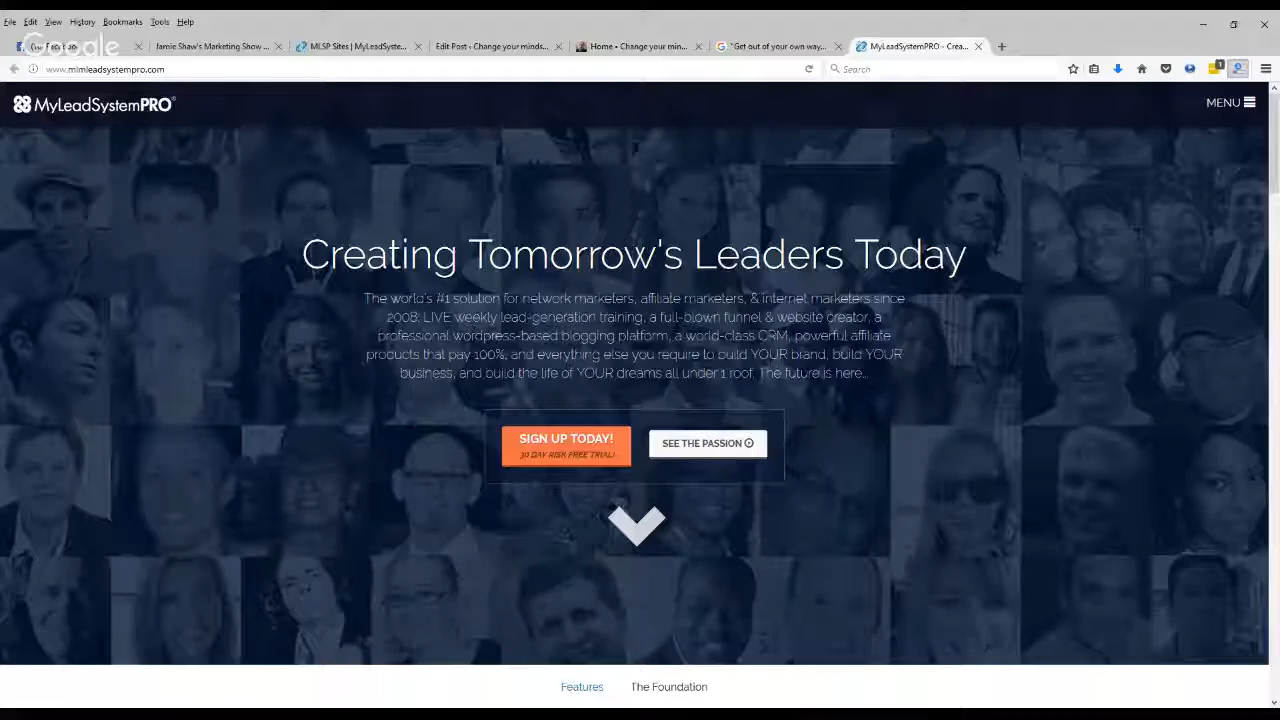 File Edit View History Bookmarks Tools Help
Google
Jamie Shaw's Marketing Show ...
MLSP Sites | MyLeadSyste...
Edit Post ‹ Change your minds...
Home • Change your min...
"Get out of your own way...
MyLeadSystemPRO - Crea...
www.mimleadsystempro.com
Search
MyLeadSystemPRO®
MENU
Creating Tomorrow's Leaders Today
The world's #1 solution for network marketers, affiliate marketers, & internet marketers since
2008: LIVE weekly lead-generation training, a full-blown funnel & website creator, a
professional wordpress-based blogging platform, a world-class CRM, powerful affiliate
products that pay 100%, and everything else you require to build YOUR brand, build YOUR
business, and build the life of YOUR dreams all under 1 roof. The future is here...
SIGN UP TODAY!
30 DAY RISK-FREE TRIAL!
SEE THE PASSION
Features
The Foundation